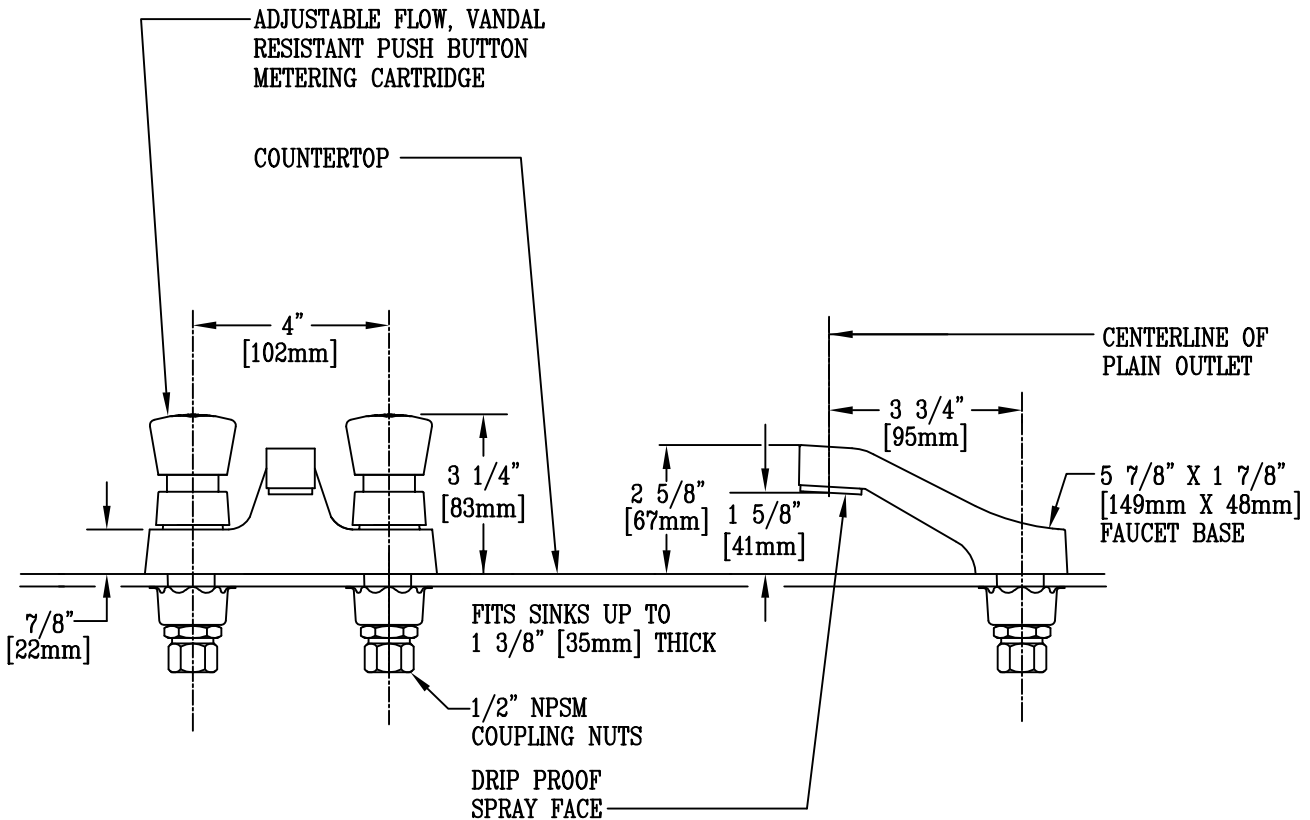 ADJUSTABLE FLOW, VANDAL
RESISTANT PUSH BUTTON
METERING CARTRIDGE
COUNTERTOP
4”
[102mm]
CENTERLINE OF
PLAIN OUTLET
3 3/4”
[95mm]
3 1/4”
[83mm]
2 5/8”
[67mm]
1 5/8”
[41mm]
5 7/8” X 1 7/8”
[149mm X 48mm]
FAUCET BASE
7/8”
[22mm]
FITS SINKS UP TO
1 3/8” [35mm] THICK
1/2” NPSM
COUPLING NUTS
DRIP PROOF
SPRAY FACE